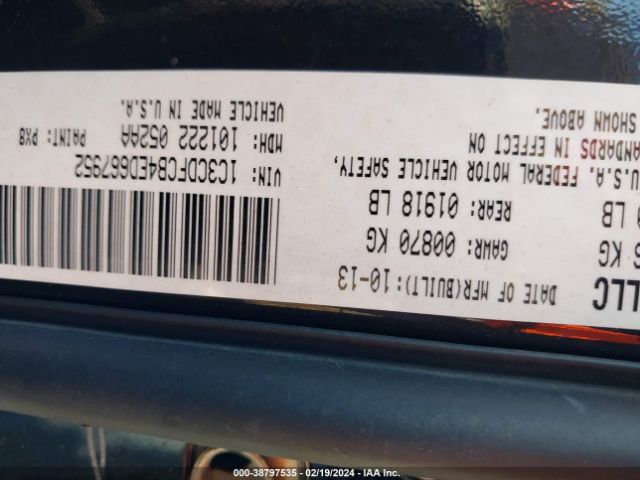 LLC DATE OF MFR(BUILT): 10-13
KG GAWR: 00870 KG
LB REAR: 01918 LB
U.S.A. FEDERAL MOTOR VEHICLE SAFETY,
ANDARDS IN EFFECT ON
SHOWN ABOVE.
VIN: 1C3CDFCB4ED667952
MDH: 101222 052AA PAINT: PX8
VEHICLE MADE IN U.S.A.
000-38797535 - 02/19/2024 - IAA Inc.